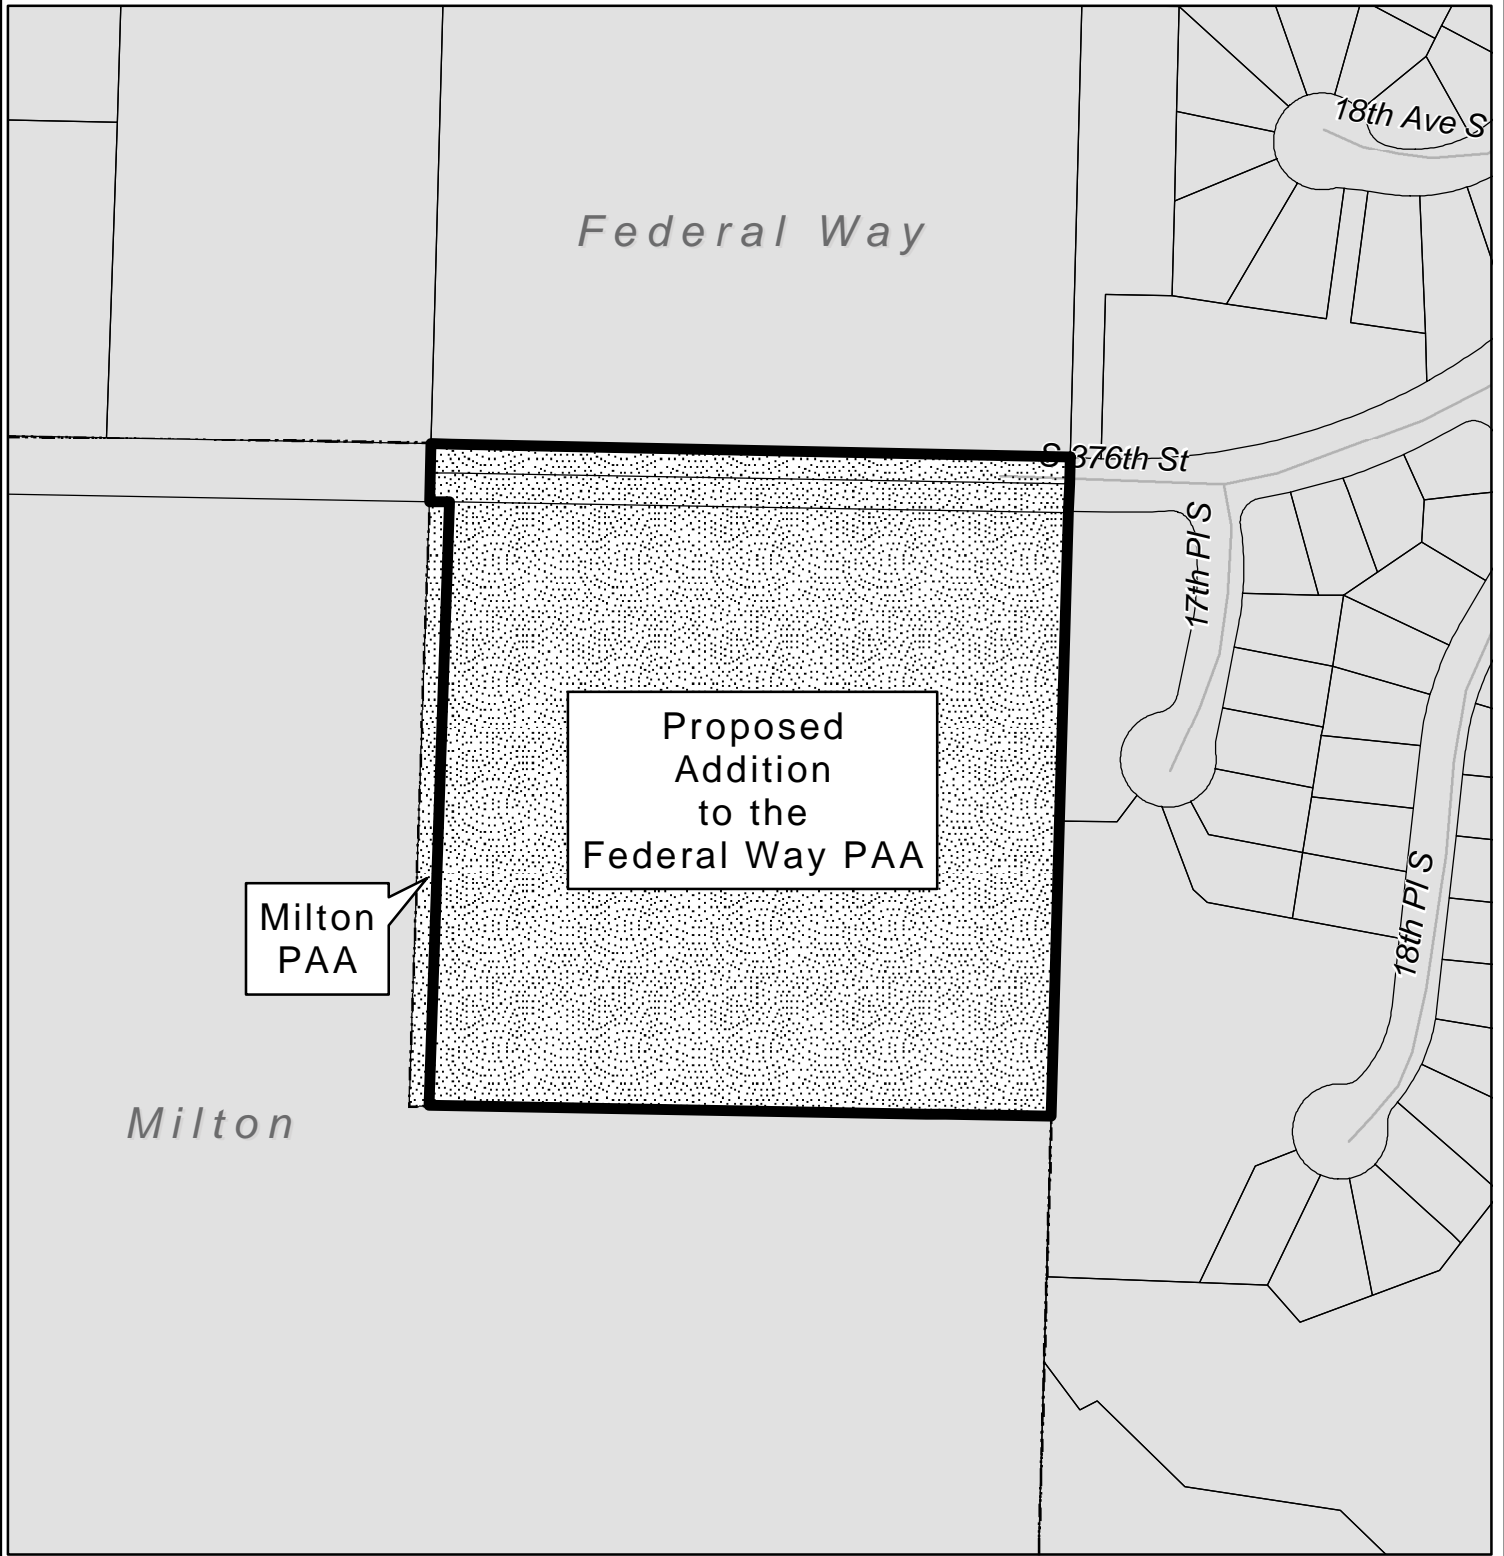 18th Ave S
Federal Way
S 376th St
17th Pl S
Proposed
Addition
to the
Federal Way PAA
Milton
PAA
18th Pl S
Milton